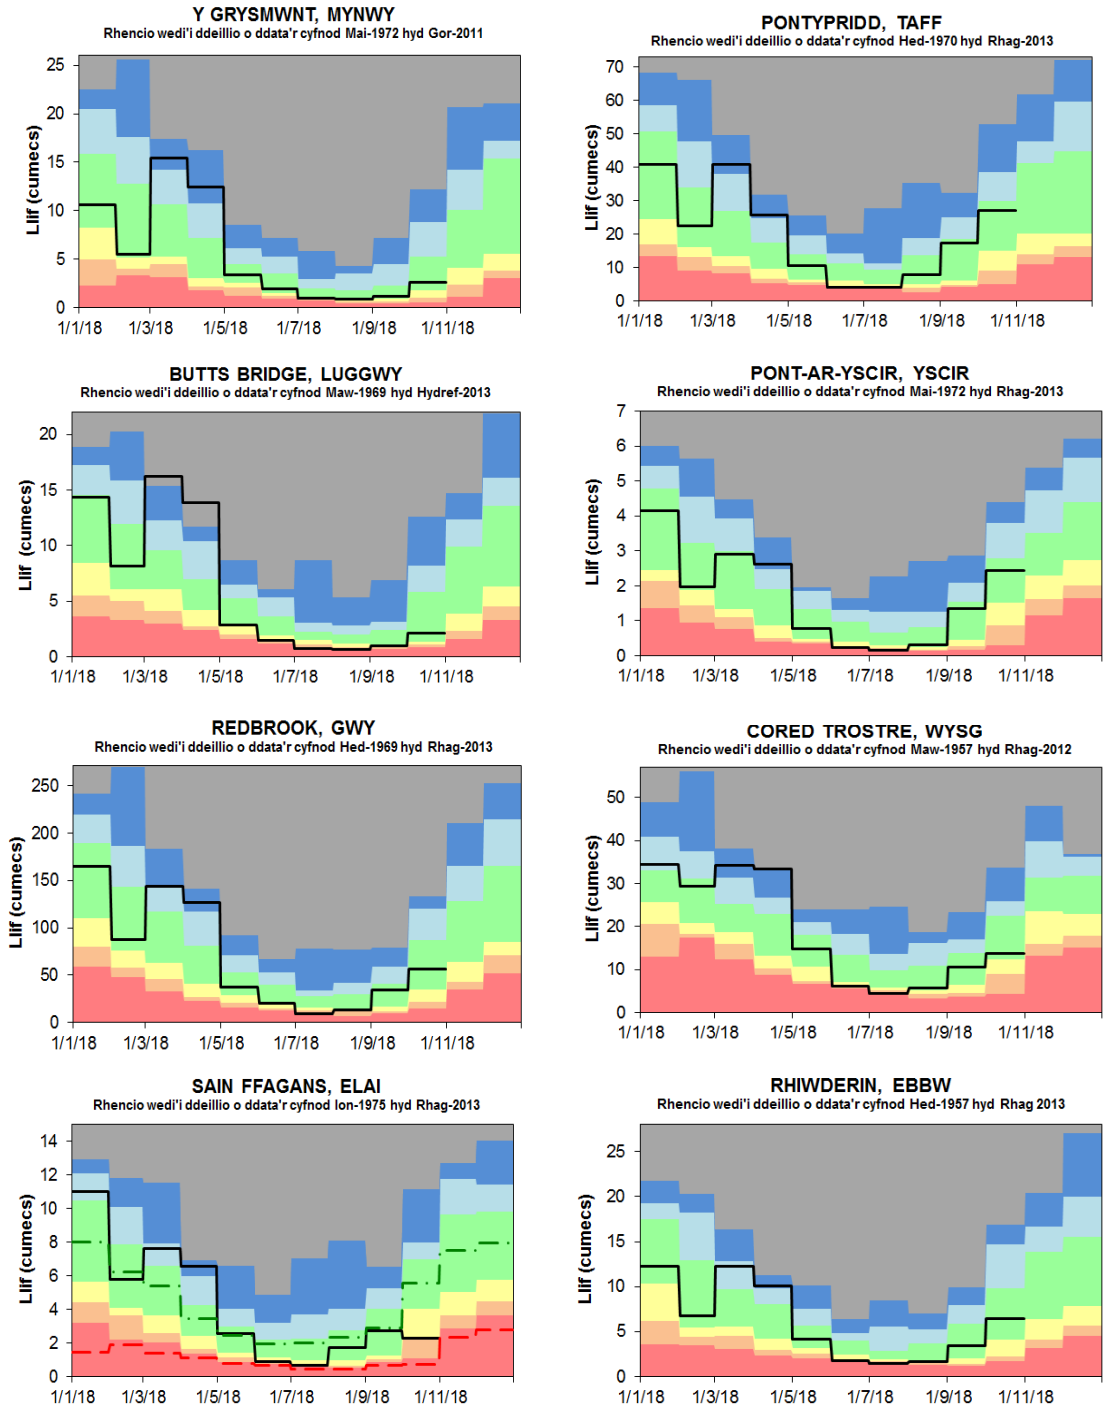 Y GRYSMWNT, MYNWY
Rhencio wedi'i ddeillio o ddata'r cyfnod Mai-1972 hyd Gor-2011
Llif (cumecs)
25
20
15
10
5
0
1/1/18 1/3/18 1/5/18 1/7/18 1/9/18 1/11/18
PONTYPRIDD, TAFF
Rhencio wedi'i ddeillio o ddata'r cyfnod Hed-1970 hyd Rhag-2013
Llif (cumecs)
70
60
50
40
30
20
10
0
1/1/18 1/3/18 1/5/18 1/7/18 1/9/18 1/11/18
BUTTS BRIDGE, LUGGWY
Rhencio wedi'i ddeillio o ddata'r cyfnod Maw-1969 hyd Hydref-2013
Llif (cumecs)
20
15
10
5
0
1/1/18 1/3/18 1/5/18 1/7/18 1/9/18 1/11/18
PONT-AR-YSCIR, YSCIR
Rhencio wedi'i ddeillio o ddata'r cyfnod Mai-1972 hyd Rhag-2013
Llif (cumecs)
7
6
5
4
3
2
1
0
1/1/18 1/3/18 1/5/18 1/7/18 1/9/18 1/11/18
REDBROOK, GWY
Rhencio wedi'i ddeillio o ddata'r cyfnod Hed-1969 hyd Rhag-2013
Llif (cumecs)
250
200
150
100
50
0
1/1/18 1/3/18 1/5/18 1/7/18 1/9/18 1/11/18
CORED TROSTRE, WYSG
Rhencio wedi'i ddeillio o ddata'r cyfnod Maw-1957 hyd Rhag-2012
Llif (cumecs)
50
40
30
20
10
0
1/1/18 1/3/18 1/5/18 1/7/18 1/9/18 1/11/18
SAIN FFAGANS, ELAI
Rhencio wedi'i ddeillio o ddata'r cyfnod Ion-1975 hyd Rhag-2013
Llif (cumecs)
14
12
10
8
6
4
2
0
1/1/18 1/3/18 1/5/18 1/7/18 1/9/18 1/11/18
RHIWDERIN, EBBW
Rhencio wedi'i ddeillio o ddata'r cyfnod Hed-1957 hyd Rhag 2013
Llif (cumecs)
25
20
15
10
5
0
1/1/18 1/3/18 1/5/18 1/7/18 1/9/18 1/11/18